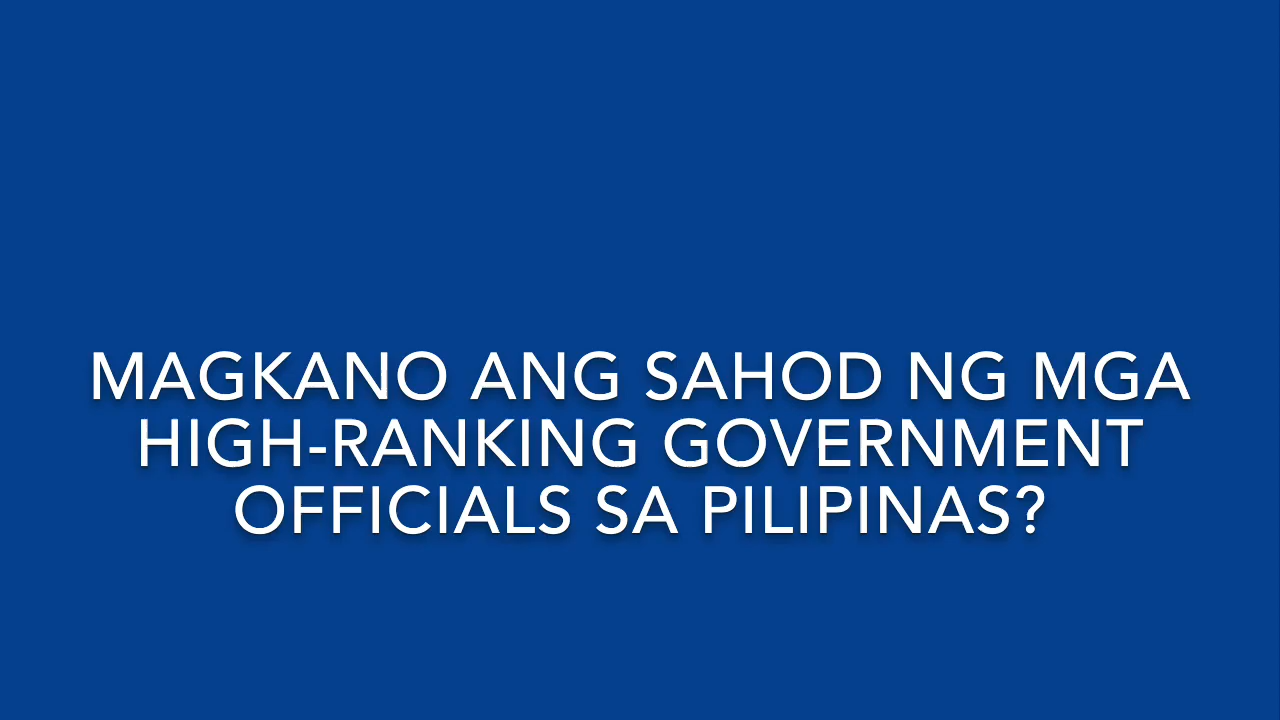 MAGKANO ANG SAHOD NG MGA
HIGH-RANKING GOVERNMENT
OFFICIALS SA PILIPINAS?